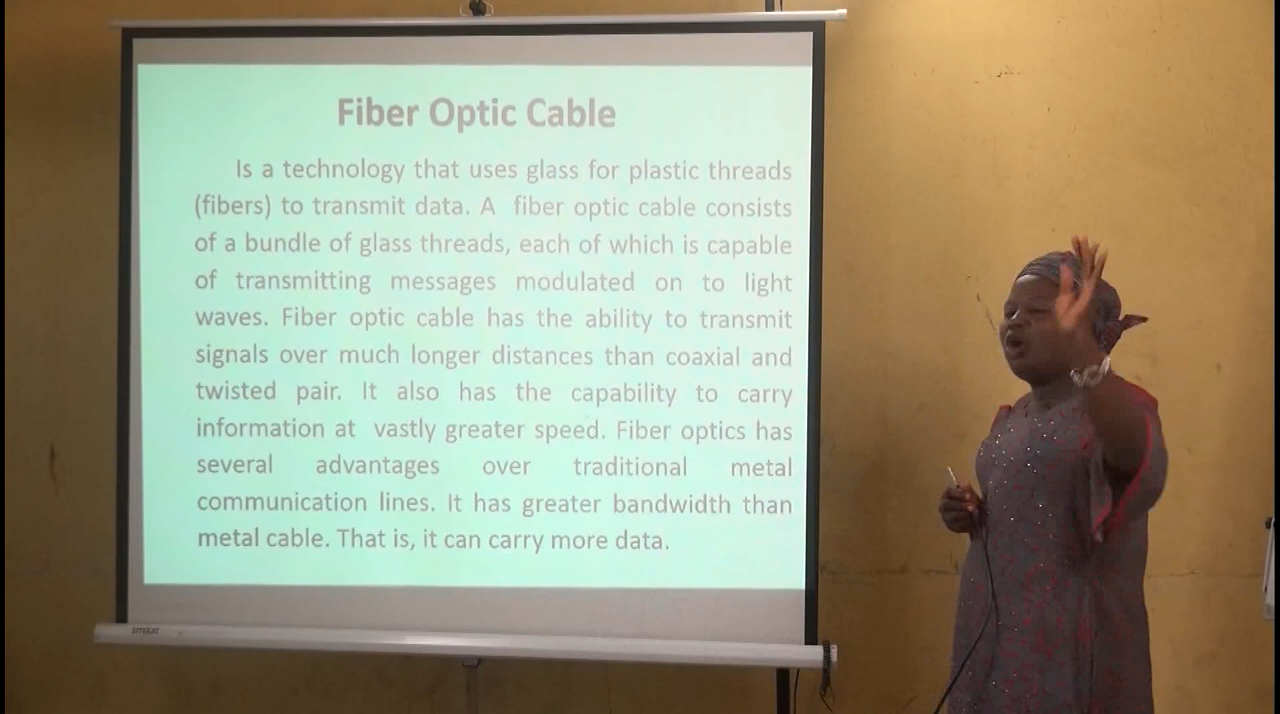 Fiber Optic Cable
Is a technology that uses glass for plastic threads
(fibers) to transmit data. A fiber optic cable consists
of a bundle of glass threads, each of which is capable
of transmitting messages modulated on to light
waves. Fiber optic cable has the ability to transmit
signals over much longer distances than coaxial and
twisted pair. It also has the capability to carry
information at vastly greater speed. Fiber optics has
several advantages over traditional metal
communication lines. It has greater bandwidth than
metal cable. That is, it can carry more data.